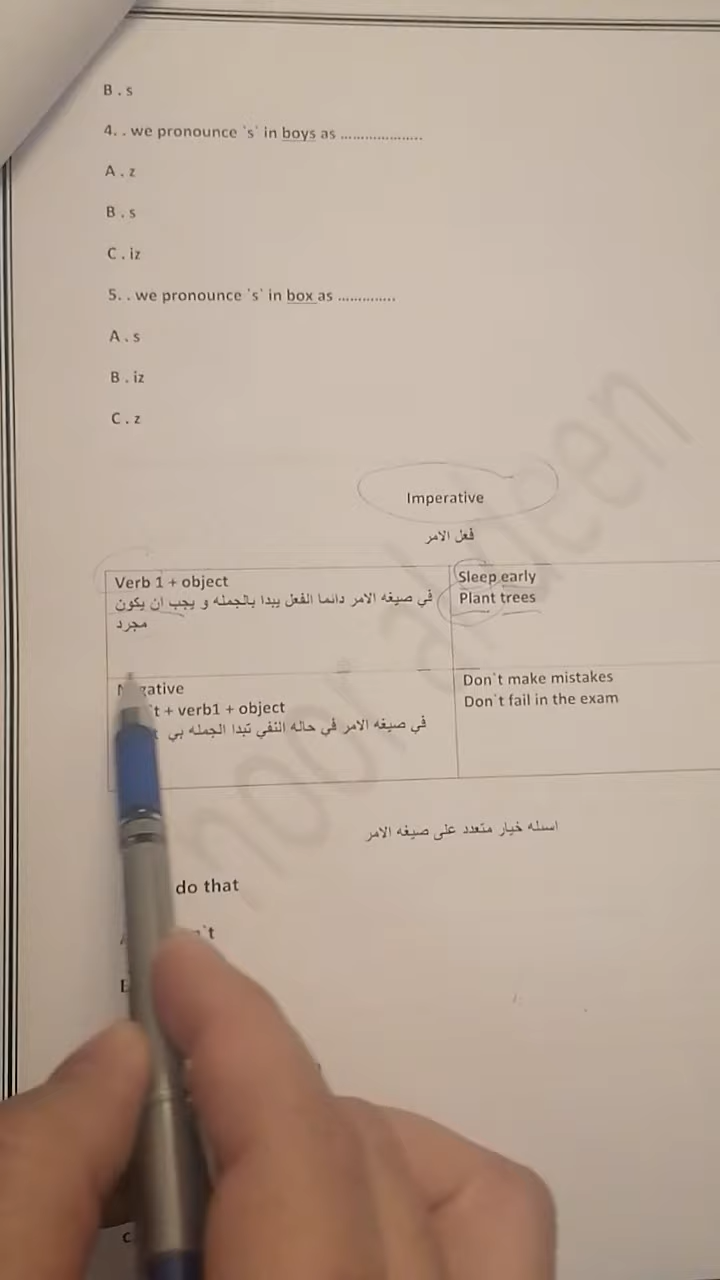 B . s
4. . we pronounce `s` in boys as ....................
A . z
B . s
C . iz
5. . we pronounce `s` in box as ..............
A . s
B . iz
C . z
Imperative
فعل الامر
Verb 1 + object
في صيغه الامر دائما الفعل يبدا بالجمله و يجب ان يكون
مجرد
Sleep early
Plant trees
Negative
t + verb1 + object
في صيغه الامر في حاله النفي تبدا الجمله بي
Don`t make mistakes
Don`t fail in the exam
اسئله خيار متعدد على صيغه الامر
do that
`t
C
noor aldeen